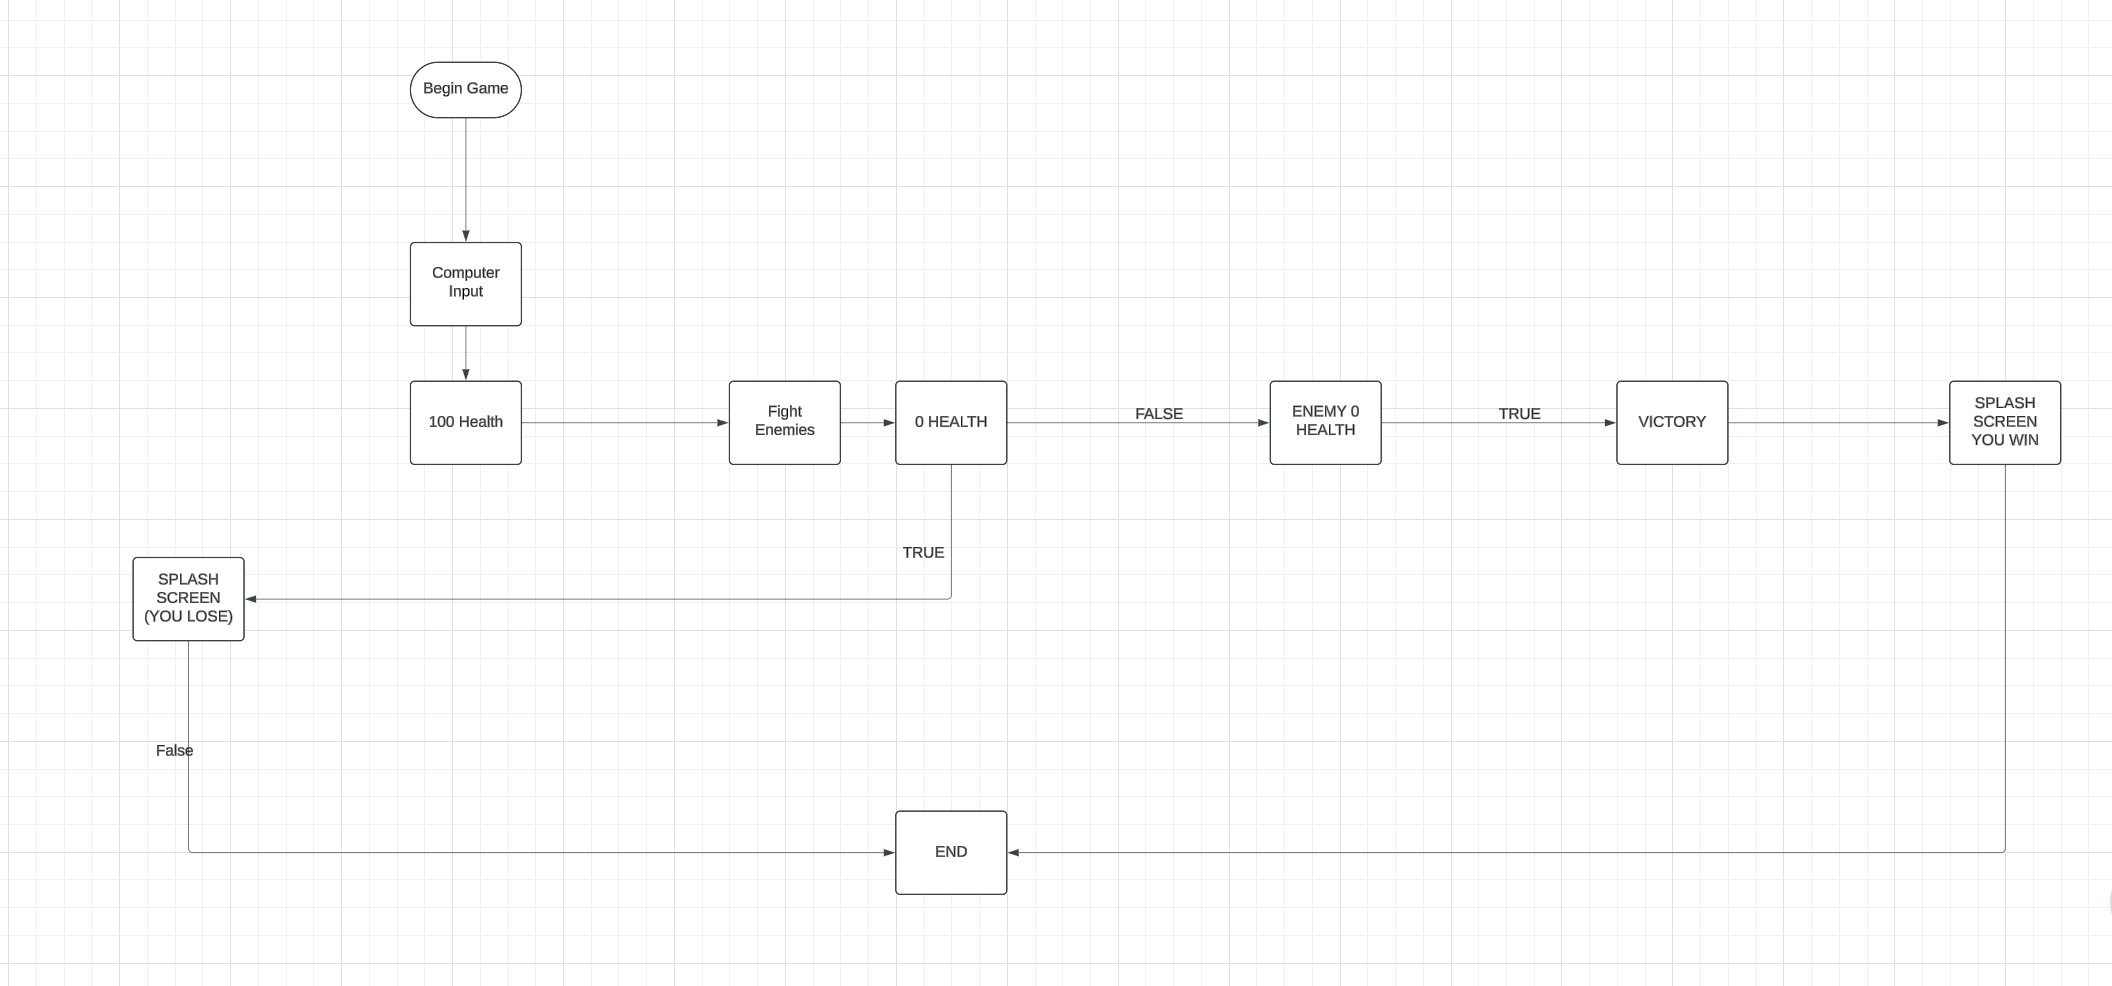 Begin Game
Computer
Input
100 Health
Fight
Enemies
0 HEALTH
FALSE
ENEMY 0
HEALTH
TRUE
VICTORY
SPLASH
SCREEN
YOU WIN
TRUE
SPLASH
SCREEN
(YOU LOSE)
False
END